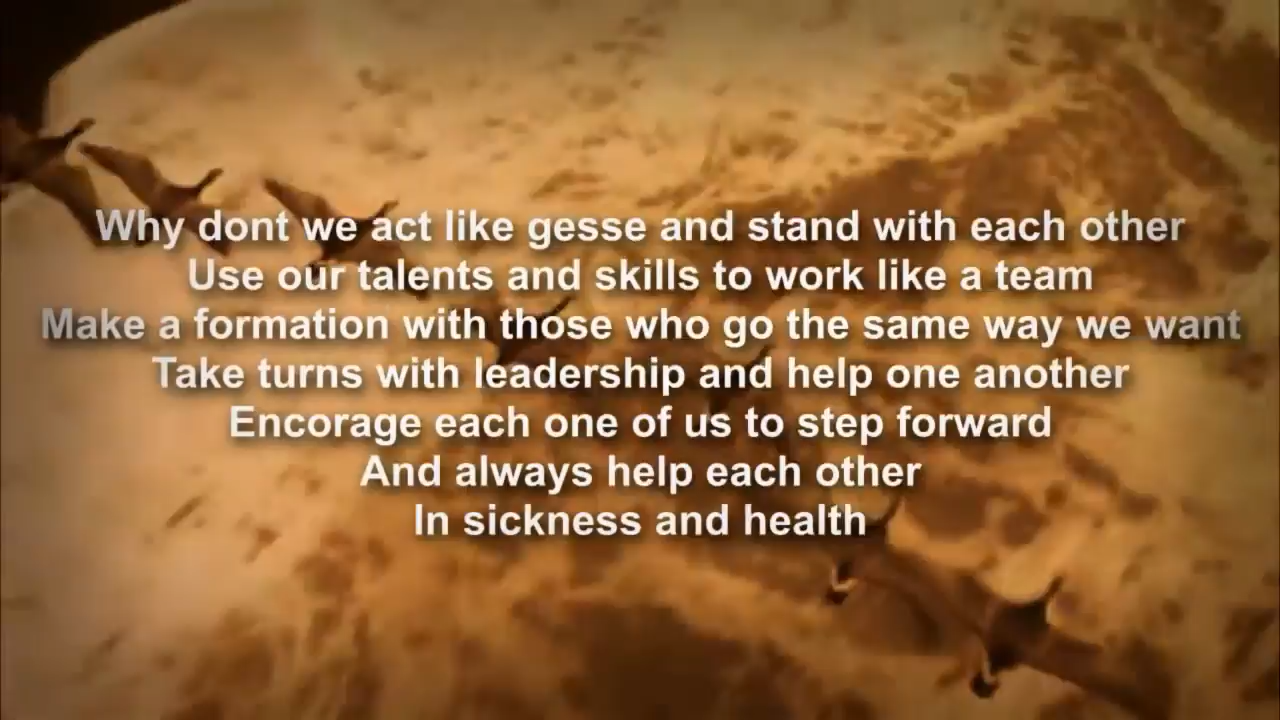 Why dont we act like gesse and stand with each other
Use our talents and skills to work like a team
Make a formation with those who go the same way we want
Take turns with leadership and help one another
Encorage each one of us to step forward
And always help each other
In sickness and health